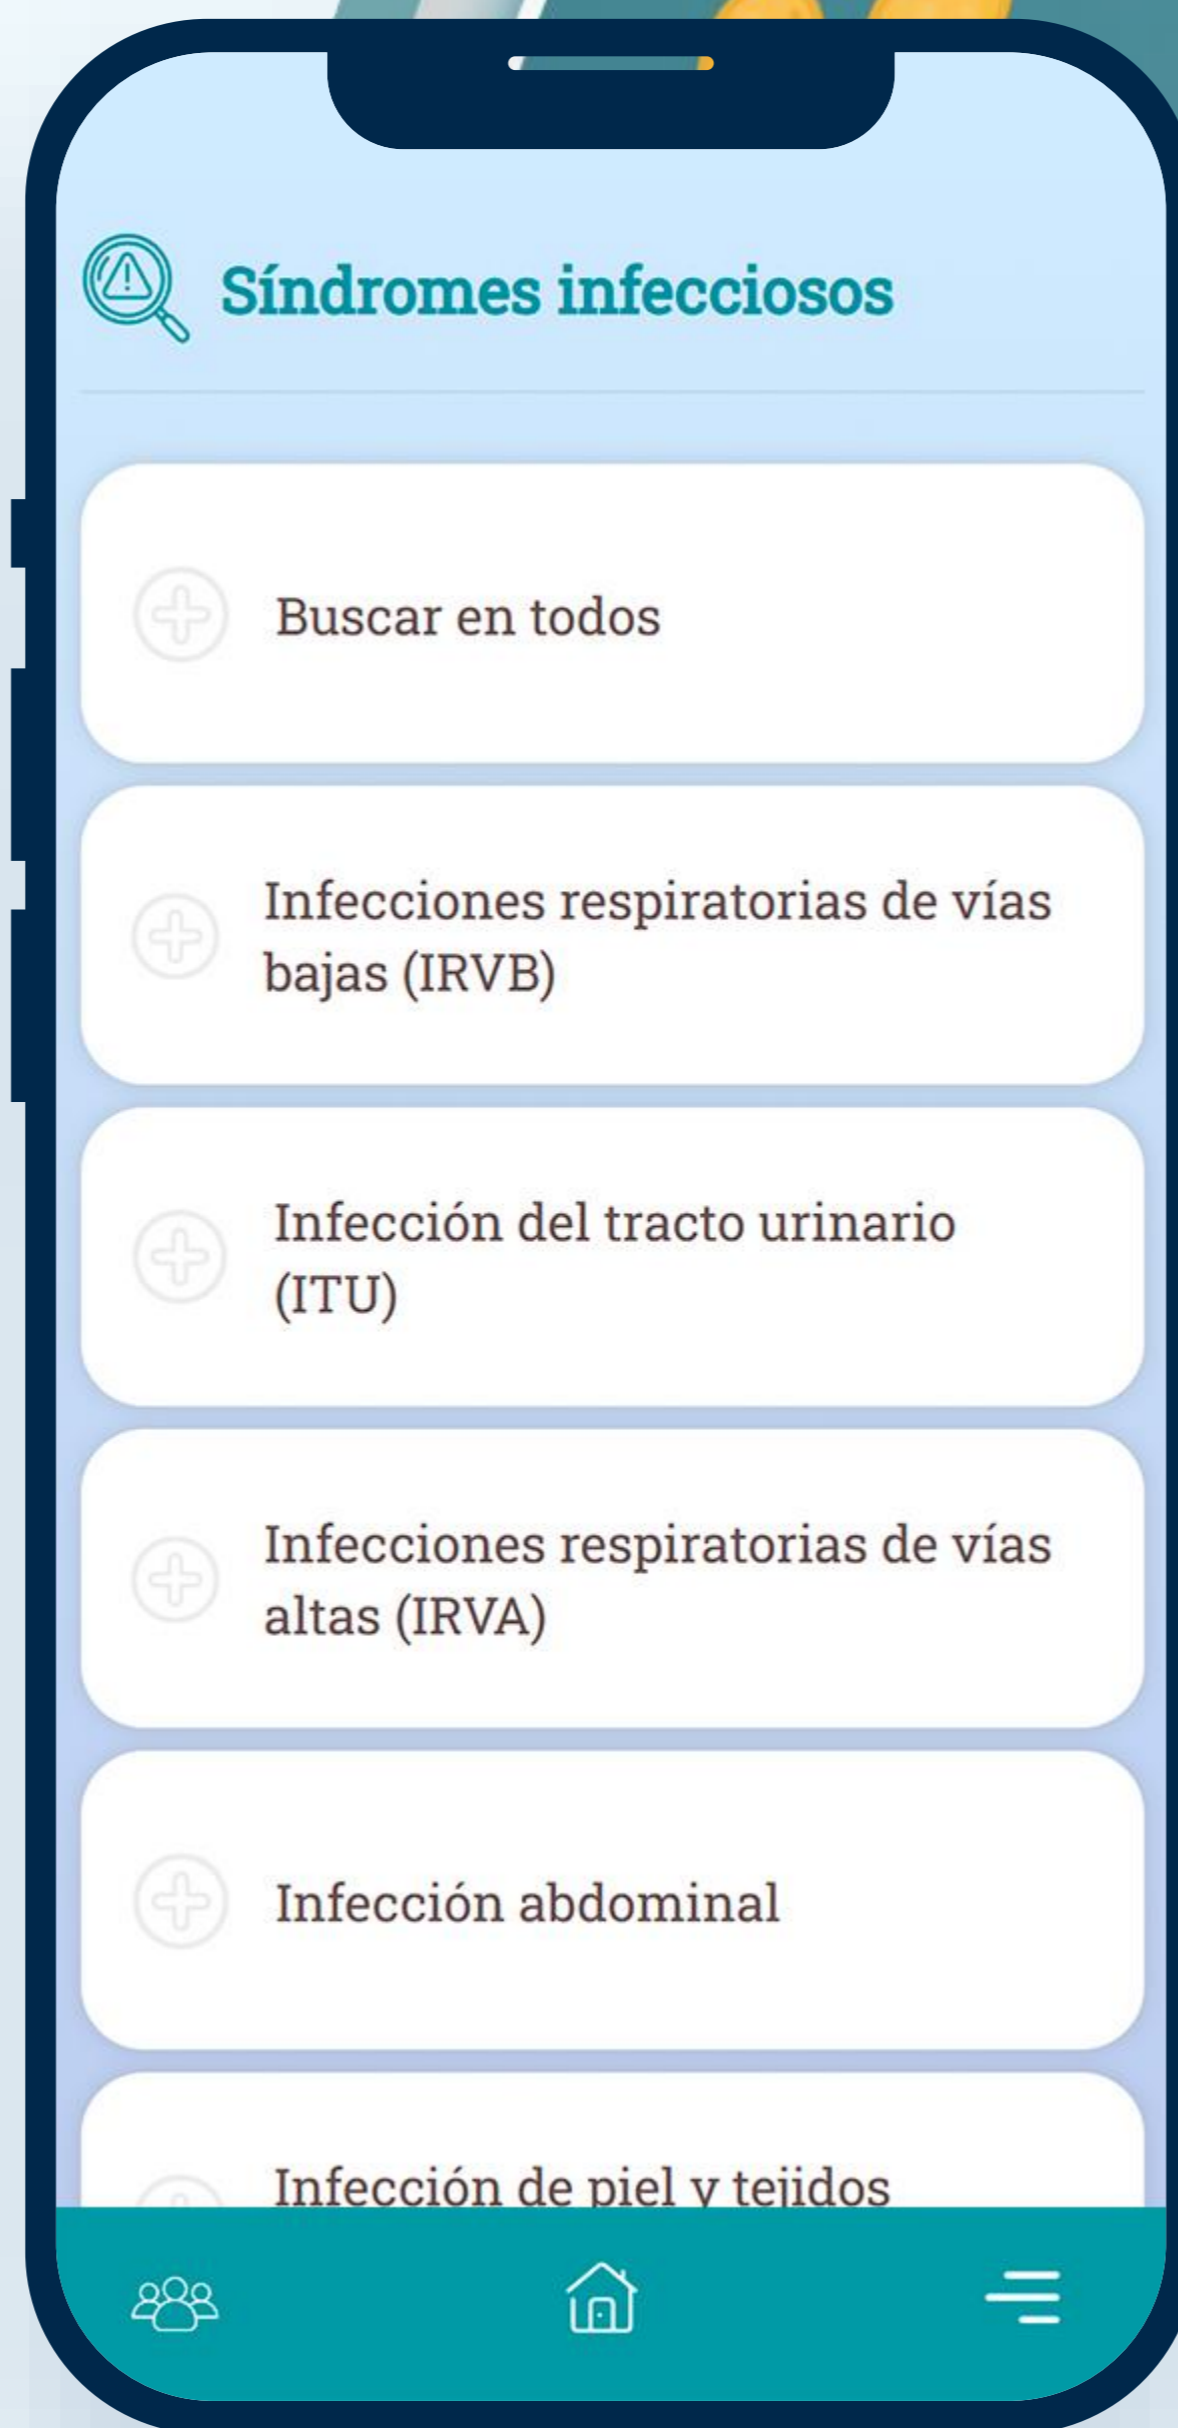 Síndromes infecciosos
Buscar en todos
Infecciones respiratorias de vías
bajas (IRVB)
Infección del tracto urinario
(ITU)
Infecciones respiratorias de vías
altas (IRVA)
Infección abdominal
Infección de piel y tejidos